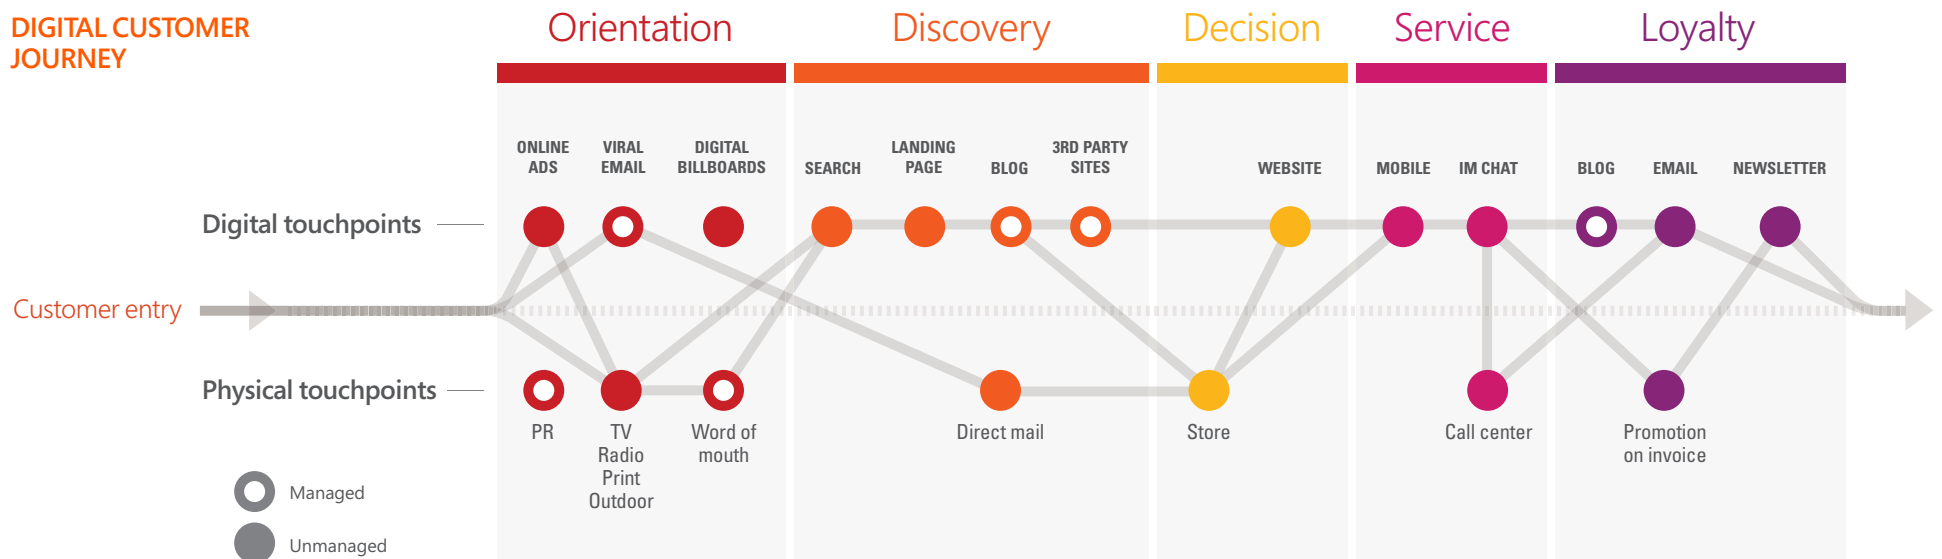 DIGITAL CUSTOMER
JOURNEY
Orientation
Discovery
Decision
Service
Loyalty
ONLINE
ADS
VIRAL
EMAIL
DIGITAL
BILLBOARDS
SEARCH
LANDING
PAGE
BLOG
3RD PARTY
SITES
WEBSITE
MOBILE
IM CHAT
BLOG
EMAIL
NEWSLETTER
Digital touchpoints
Customer entry
Physical touchpoints
PR
TV
Radio
Print
Outdoor
Word of
mouth
Direct mail
Store
Call center
Promotion
on invoice
Managed
Unmanaged